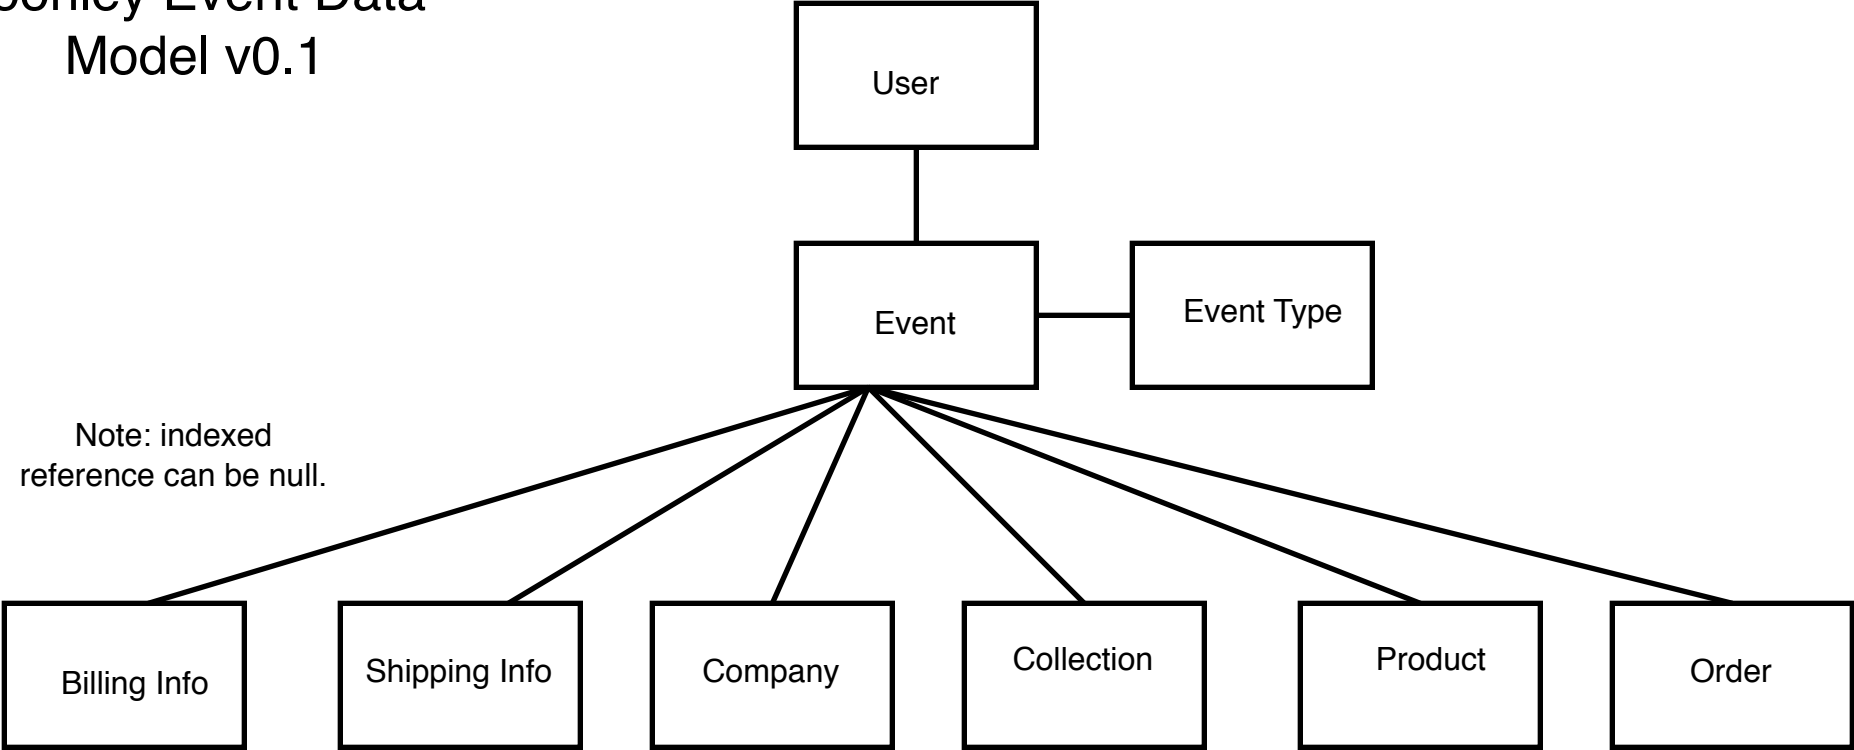 Event Data
Model v0.1
User
Event
Event Type
Note: indexed
reference can be null.
Billing Info
Shipping Info
Company
Collection
Product
Order